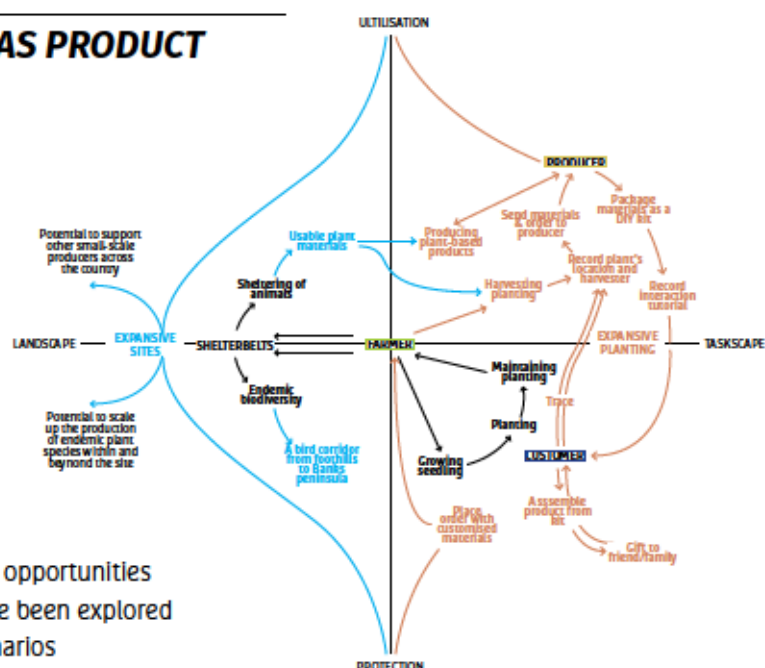 AS PRODUCT
ULTILISATION
PRODUCER
Package
materials as a
DIY kit
Send materials
& order to
producer
Producing
plant-based
products
Usable plant
materials
Potential to support
other small-scale
producers across
the country
Record plant's
location and
harvester
Harvesting
planting
Record
interaction
tutorial
Sheltering of
animals
LANDSCAPE
EXPANSIVE
SITES
SHELTERBELTS
FARMER
EXPANSIVE
PLANTING
TASKSCAPE
Maintaining
planting
Endemic
biodiversity
Trace
Planting
Potential to scale
up the production
of endemic plant
species within and
beynond the site
A bird corridor
from foothills
to Banks
peninsula
Growing
seedling
CUSTUMER
Place
order with
customised
materials
Asssemble
product from
kit
Gift to
friend/family
opportunities
e been explored
narios
PROTECTION